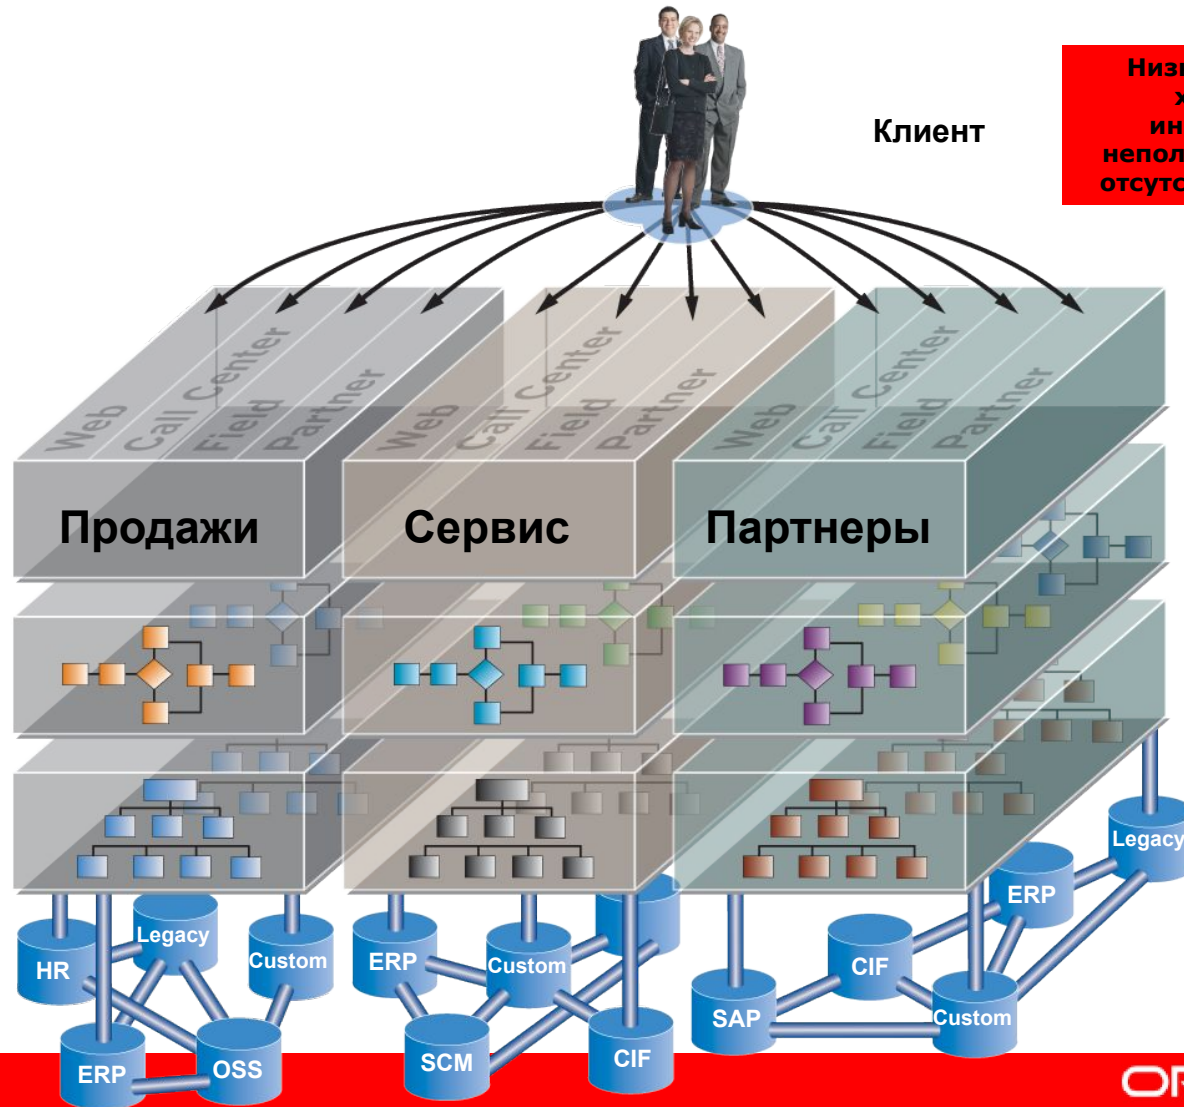 Клиент
Web
Call Center
Field
Partner
Web
Call Center
Field
Partner
Web
Call Center
Field
Partner
Продажи
Сервис
Партнеры
HR
Legacy
Custom
ERP
OSS
ERP
Custom
SCM
CIF
SAP
CIF
Custom
ERP
Legacy